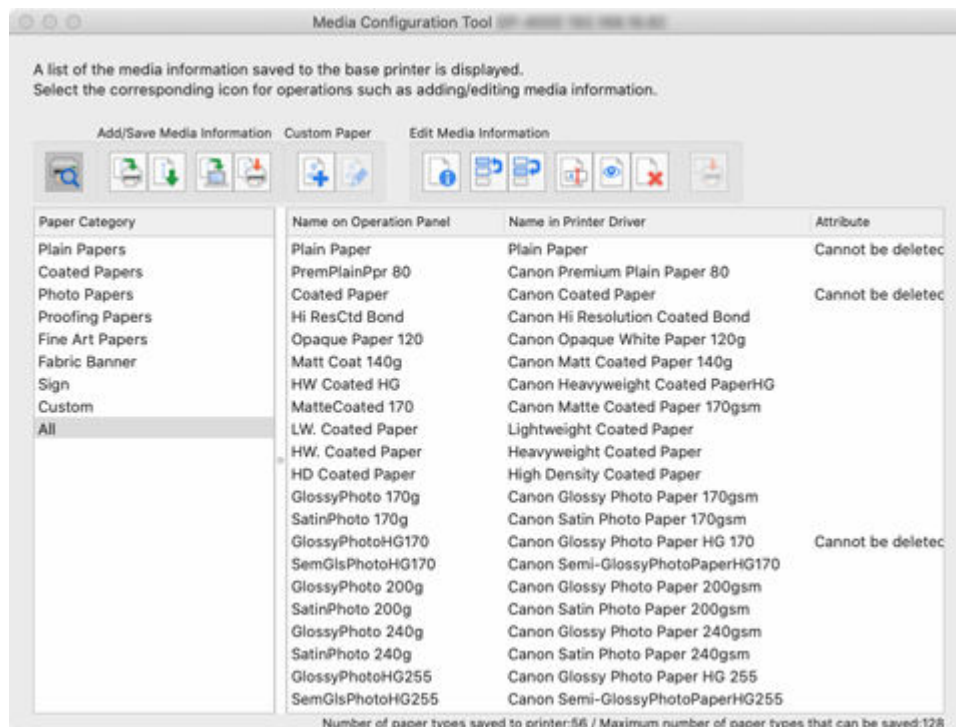 Media Configuration Tool
A list of the media information saved to the base printer is displayed.
Select the corresponding icon for operations such as adding/editing media information.
Add/Save Media Information Custom Paper Edit Media Information
Paper Category Name on Operation Panel Name in Printer Driver Attribute
Plain Papers Plain Paper Plain Paper Cannot be deleted
Coated Papers PremPlainPpr 80 Canon Premium Plain Paper 80
Photo Papers Coated Paper Canon Coated Paper Cannot be deleted
Proofing Papers Hi ResCtd Bond Canon Hi Resolution Coated Bond
Fine Art Papers Opaque Paper 120 Canon Opaque White Paper 120g
Fabric Banner Matt Coat 140g Canon Matt Coated Paper 140g
Sign HW Coated HG Canon Heavyweight Coated PaperHG
Custom MatteCoated 170 Canon Matte Coated Paper 170gsm
All LW. Coated Paper Lightweight Coated Paper
HW. Coated Paper Heavyweight Coated Paper
HD Coated Paper High Density Coated Paper
GlossyPhoto 170g Canon Glossy Photo Paper 170gsm
SatinPhoto 170g Canon Satin Photo Paper 170gsm
GlossyPhotoHG170 Canon Glossy Photo Paper HG 170 Cannot be deleted
SemGlsPhotoHG170 Canon Semi-GlossyPhotoPaperHG170
GlossyPhoto 200g Canon Glossy Photo Paper 200gsm
SatinPhoto 200g Canon Satin Photo Paper 200gsm
GlossyPhoto 240g Canon Glossy Photo Paper 240gsm
SatinPhoto 240g Canon Satin Photo Paper 240gsm
GlossyPhotoHG255 Canon Glossy Photo Paper HG 255
SemGlsPhotoHG255 Canon Semi-GlossyPhotoPaperHG255
Number of paper types saved to printer:56 / Maximum number of paper types that can be saved:128